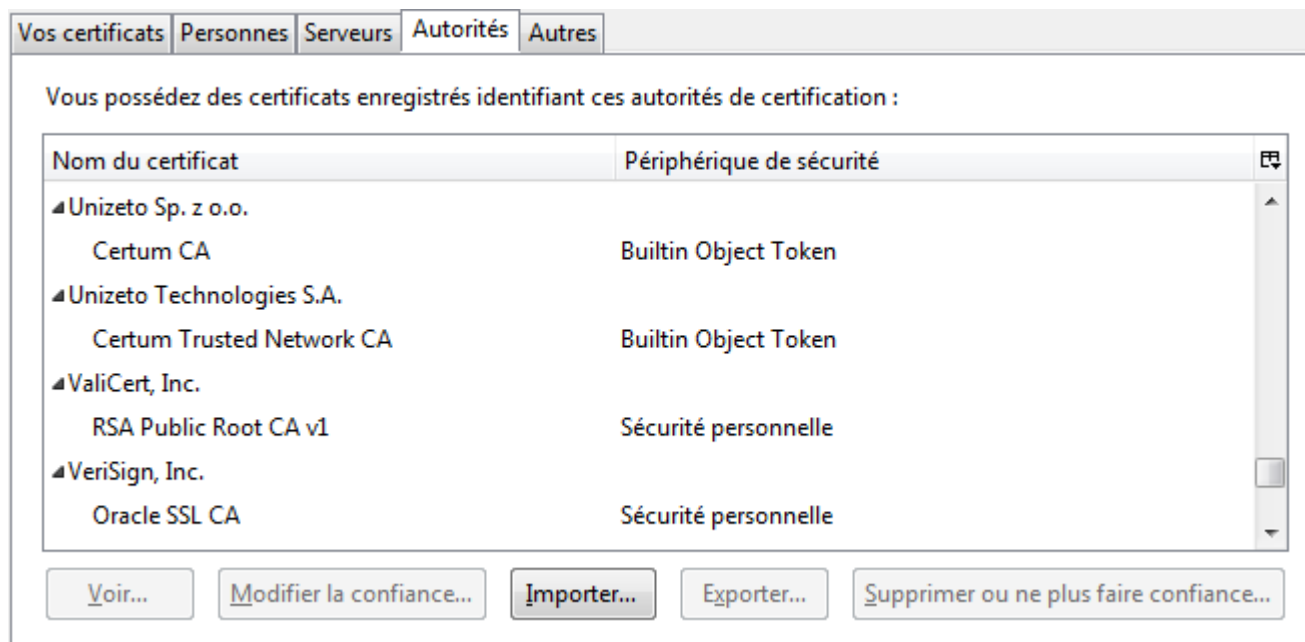 Vos certificats Personnes Serveurs Autorités Autres
Vous possédez des certificats enregistrés identifiant ces autorités de certification :
Nom du certificat Périphérique de sécurité
Unizeto Sp. z o.o.
Certum CA Builtin Object Token
Unizeto Technologies S.A.
Certum Trusted Network CA Builtin Object Token
ValiCert, Inc.
RSA Public Root CA v1 Sécurité personnelle
VeriSign, Inc.
Oracle SSL CA Sécurité personnelle
Voir... Modifier la confiance... Importer... Exporter... Supprimer ou ne plus faire confiance...